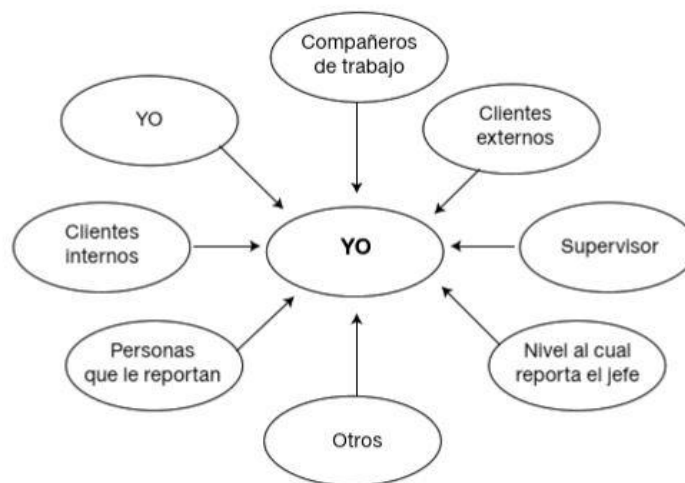 Compañeros
de trabajo
YO
Clientes
externos
Clientes
internos
YO
Supervisor
Personas
que le reportan
Nivel al cual
reporta el jefe
Otros